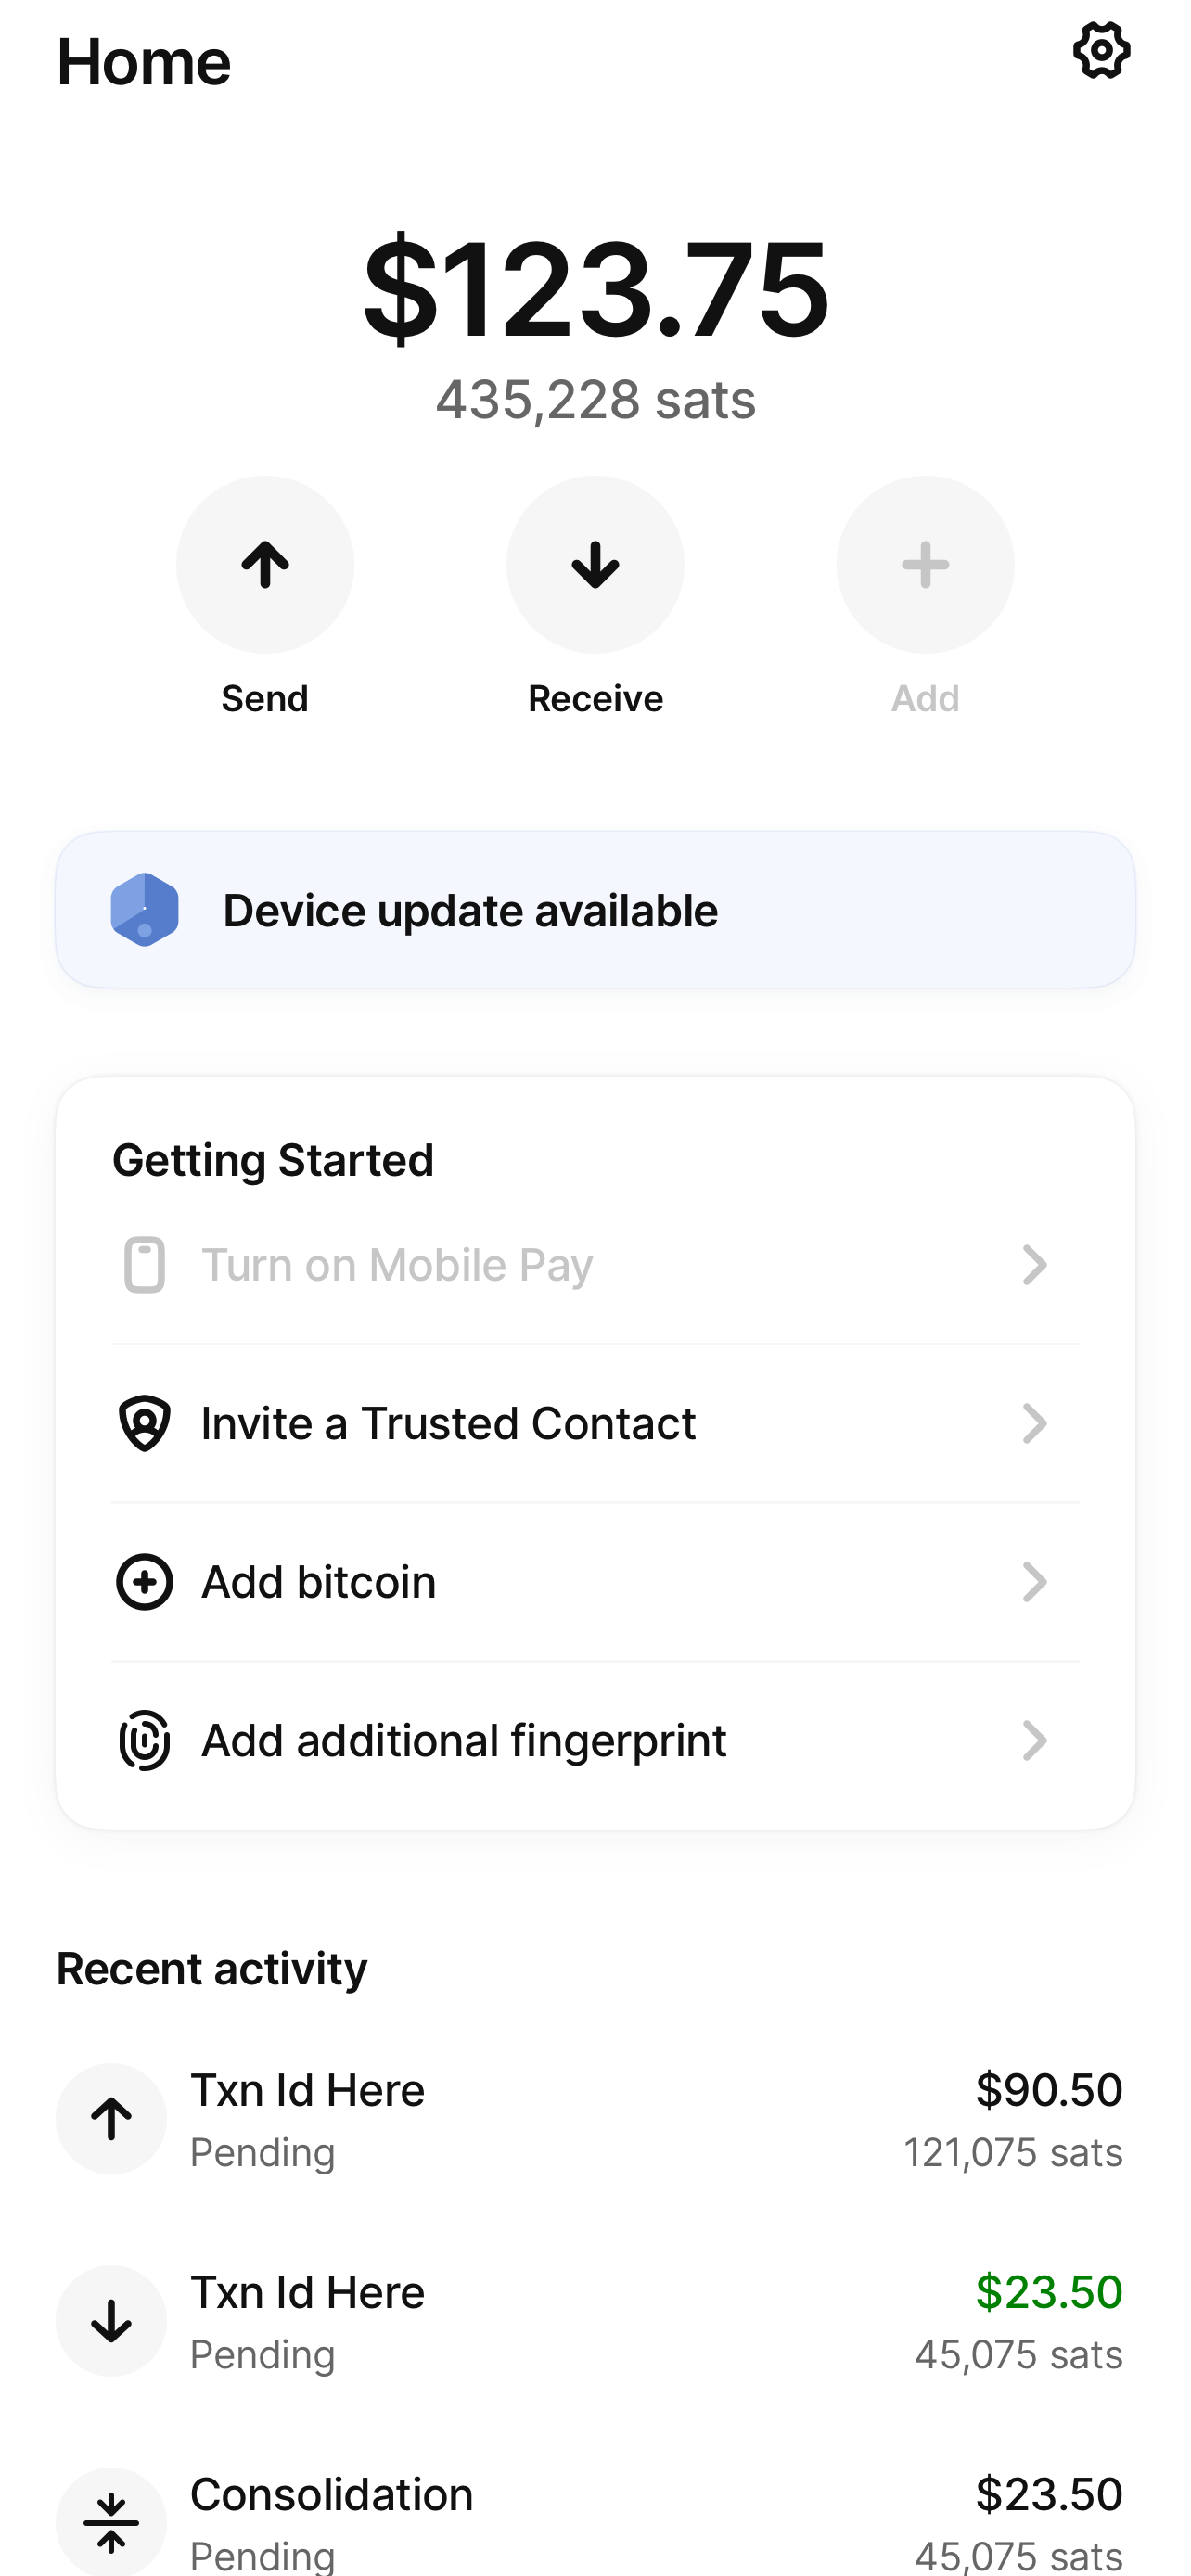 Home
$123.75
435,228 sats
Send Receive Add
Device update available
Getting Started
Turn on Mobile Pay
Invite a Trusted Contact
Add bitcoin
Add additional fingerprint
Recent activity
Txn Id Here $90.50
Pending 121,075 sats
Txn Id Here $23.50
Pending 45,075 sats
Consolidation $23.50
Pending 45,075 sats